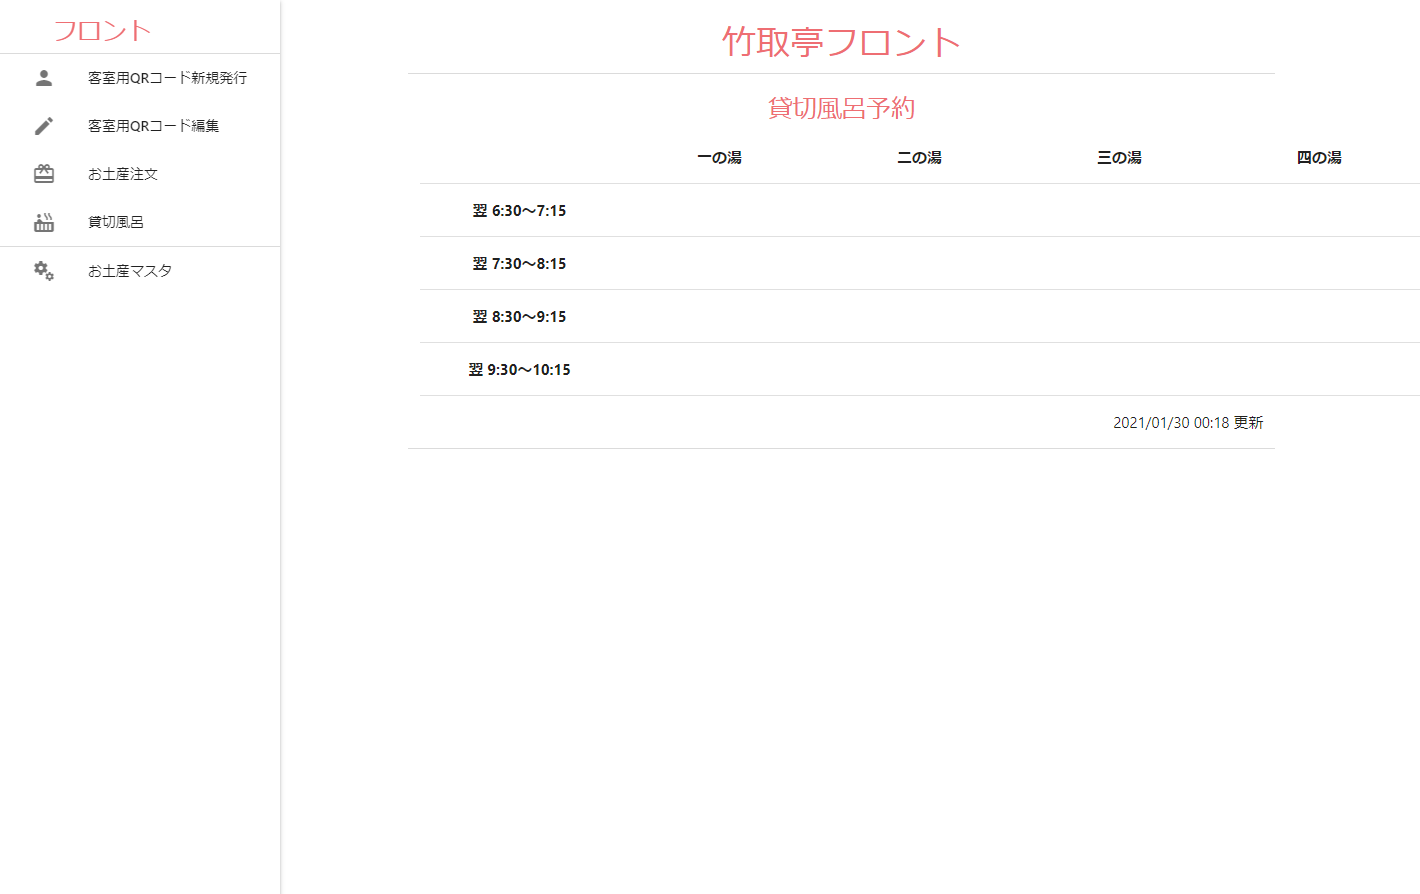 フロント
客室用QRコード新規発行
客室用QRコード編集
お土産注文
貸切風呂
お土産マスタ
竹取亭フロント
貸切風呂予約
一の湯 二の湯 三の湯 四の湯
翌 6:30〜7:15
翌 7:30〜8:15
翌 8:30〜9:15
翌 9:30〜10:15
2021/01/30 00:18 更新